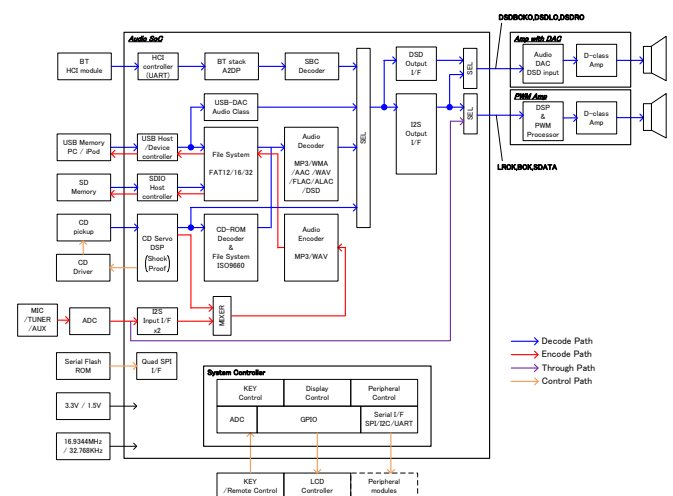 DSDBOKO,DSDLO,DSDRO
Audio SoC
Amp with DAC
BT
HCI module
HCI
controller
(UART)
BT stack
A2DP
SBC
Decoder
DSD
Output
I/F
SEL
Audio
DAC
DSD input
D-class
Amp
USB-DAC
Audio Class
PWM Amp
USB Memory
PC / iPod
USB Host
/Device
controller
File System
FAT12/16/32
Audio
Decoder
MP3/WMA
/AAC /WAV
/FLAC/ALAC
/DSD
SEL
I2S
Output
I/F
SEL
DSP
&
PWM
Processor
D-class
Amp
SD
Memory
SDIO
Host
controller
LROK,BOK,SDATA
CD
pickup
CD Servo
DSP
(Shock
Proof)
CD-ROM
Decoder
&
File System
ISO9660
Audio
Encoder
MP3/WAV
CD
Driver
MIC
/TUNER
/AUX
ADC
I2S
Input I/F
x2
MIXER
Decode Path
Encode Path
Through Path
Control Path
Serial Flash
ROM
Quad SPI
I/F
System Controller
KEY
Control
Display
Control
Peripheral
Control
3.3V / 1.5V
ADC
GPIO
Serial I/F
SPI/I2C/UART
16.9344MHz
/ 32.768KHz
KEY
/Remote Control
LCD
Controller
Peripheral
modules